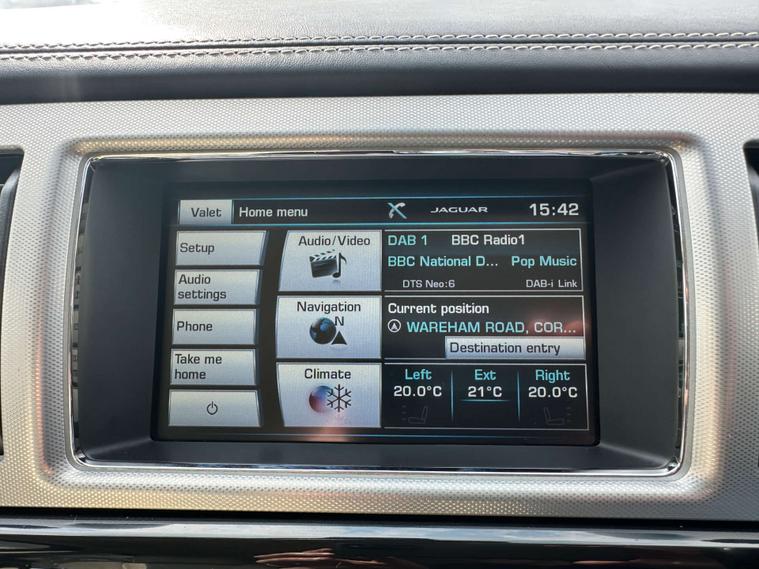 Valet Home menu JAGUAR 15:42
Setup
Audio
settings
Phone
Take me
home
Audio/Video
Navigation
N
Climate
DAB 1 BBC Radio1
BBC National D... Pop Music
DTS Neo:6 DAB-i Link
Current position
WAREHAM ROAD, COR...
Destination entry
Left Ext Right
20.0°C 21°C 20.0°C